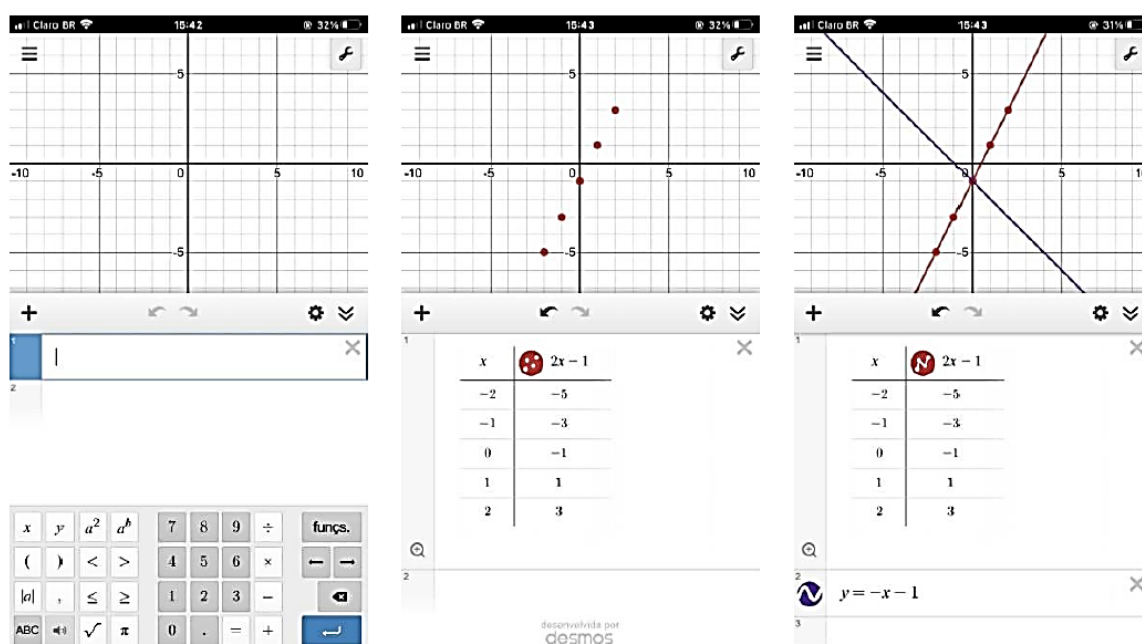 Claro BR 15:42 32%
5
-10 -5 0 5 10
-5
1
2
x y a² aᵇ 7 8 9 ÷ funçs.
( ) < > 4 5 6 × ← →
|a| , ≤ ≥ 1 2 3 −
ABC √ π 0 . = +
Claro BR 15:43 32%
5
-10 -5 0 5 10
-5
1
x 2x − 1
−2 −5
−1 −3
0 −1
1 1
2 3
2
desenvolvida por
desmos
Claro BR 15:43 31%
5
-10 -5 0 5 10
-5
1
x 2x − 1
−2 −5
−1 −3
0 −1
1 1
2 3
2
y = −x − 1
3